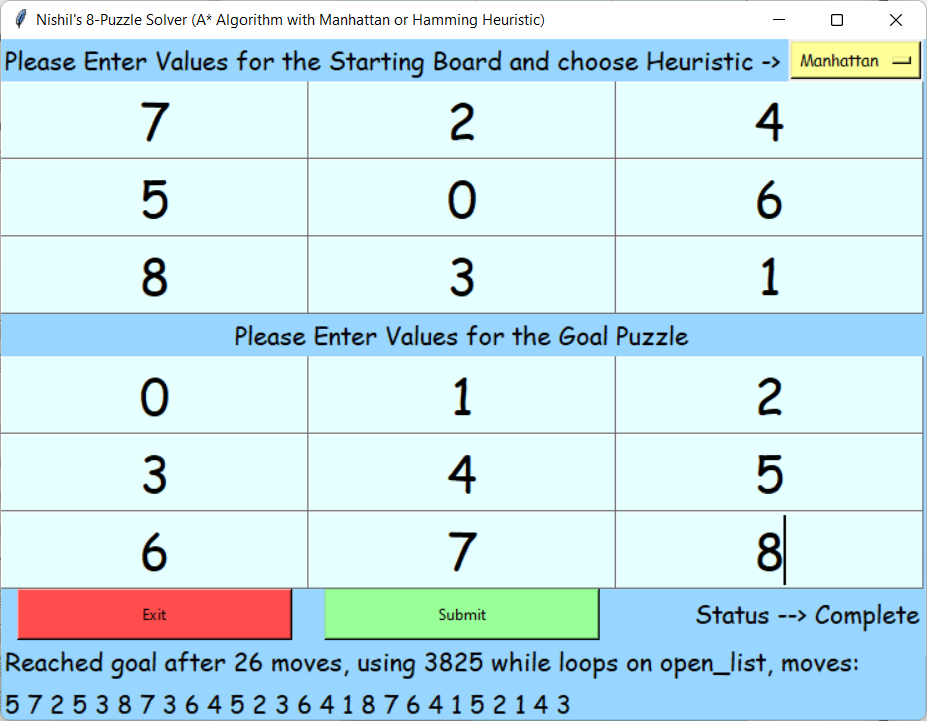 Nishil's 8-Puzzle Solver (A* Algorithm with Manhattan or Hamming Heuristic)
Please Enter Values for the Starting Board and choose Heuristic -> Manhattan
7 2 4
5 0 6
8 3 1
Please Enter Values for the Goal Puzzle
0 1 2
3 4 5
6 7 8
Exit Submit Status --> Complete
Reached goal after 26 moves, using 3825 while loops on open_list, moves:
5 7 2 5 3 8 7 3 6 4 5 2 3 6 4 1 8 7 6 4 1 5 2 1 4 3